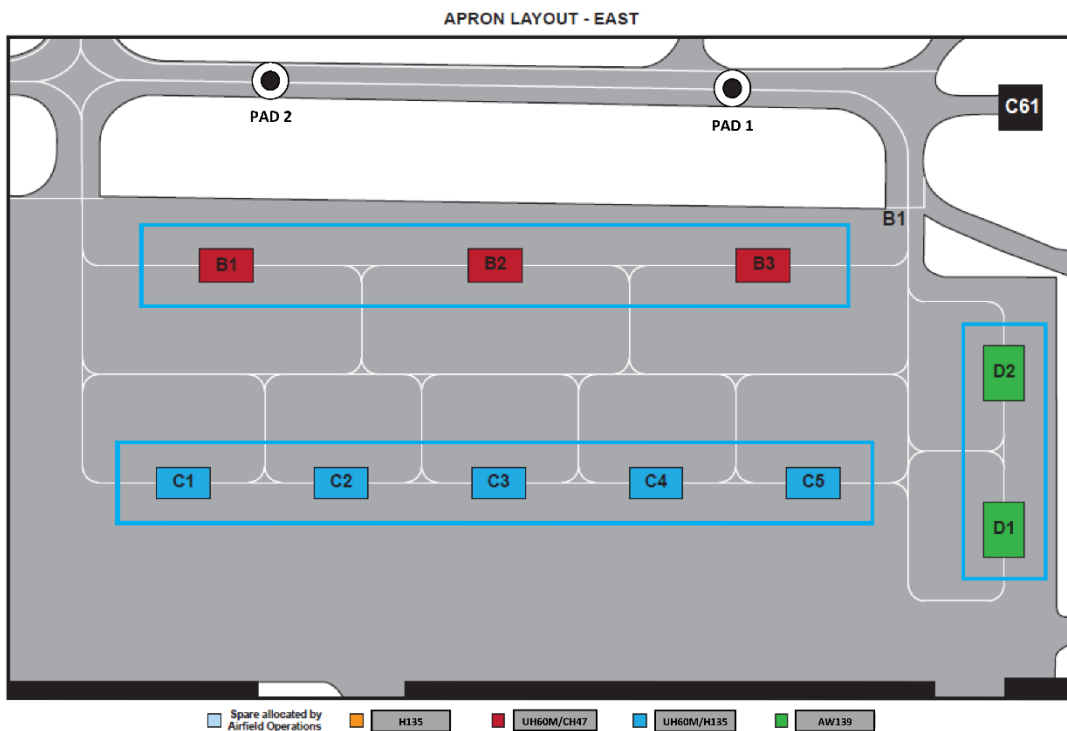 APRON LAYOUT - EAST
PAD 2
PAD 1
C61
B1
B1
B2
B3
D2
C1
C2
C3
C4
C5
D1
Spare allocated by
Airfield Operations
H135
UH60M/CH47
UH60M/H135
AW139